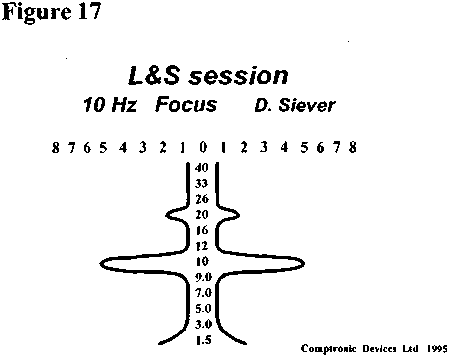 Figure 17
L&S session
10 Hz Focus D. Siever
8 7 6 5 4 3 2 1 0 1 2 3 4 5 6 7 8
40
33
26
20
16
12
10
9.0
7.0
5.0
3.0
1.5
Comptronic Devices Ltd 1995